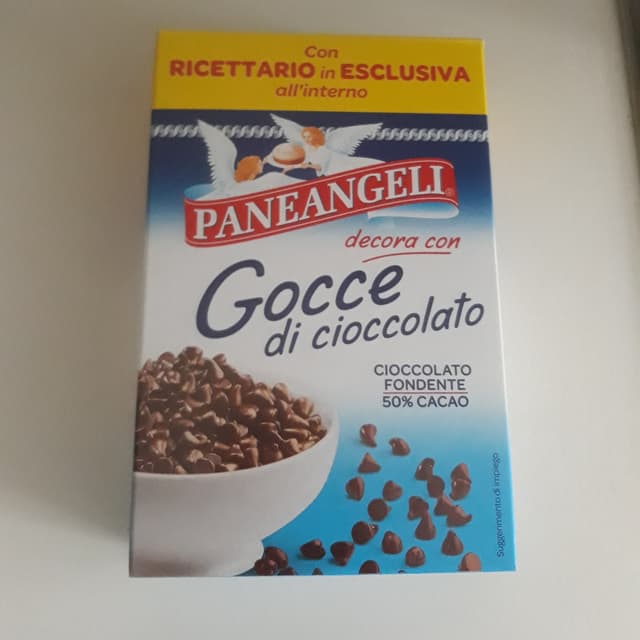 Con
RICETTARIO in ESCLUSIVA
all'interno
PANEANGELI®
decora con
Gocce
di cioccolato
CIOCCOLATO
FONDENTE
50% CACAO
Suggerimento di impiego